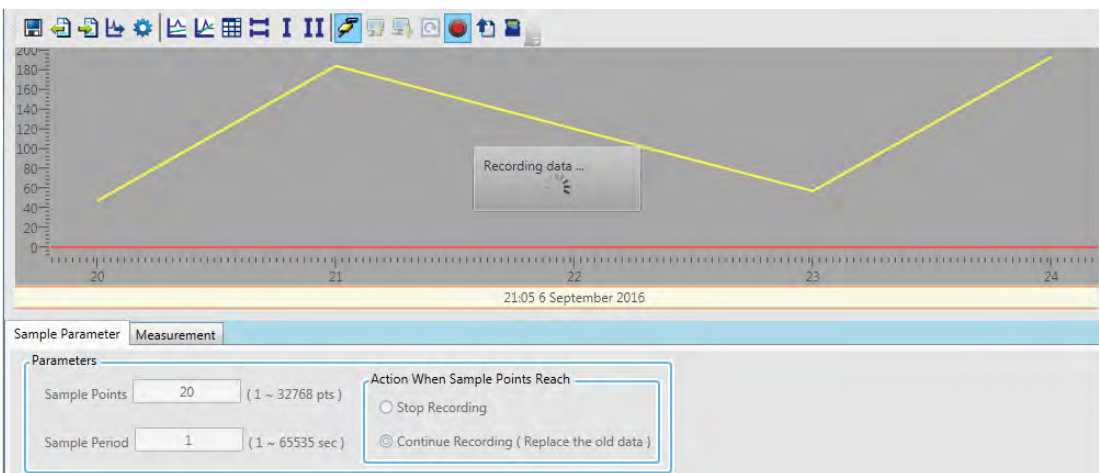 200
180
160
140
120
100
80
60
40
20
0
Recording data ...
20 21 22 23 24
21:05 6 September 2016
Sample Parameter Measurement
Parameters
Sample Points 20 ( 1 ~ 32768 pts )
Action When Sample Points Reach
Stop Recording
Sample Period 1 ( 1 ~ 65535 sec )
Continue Recording ( Replace the old data )